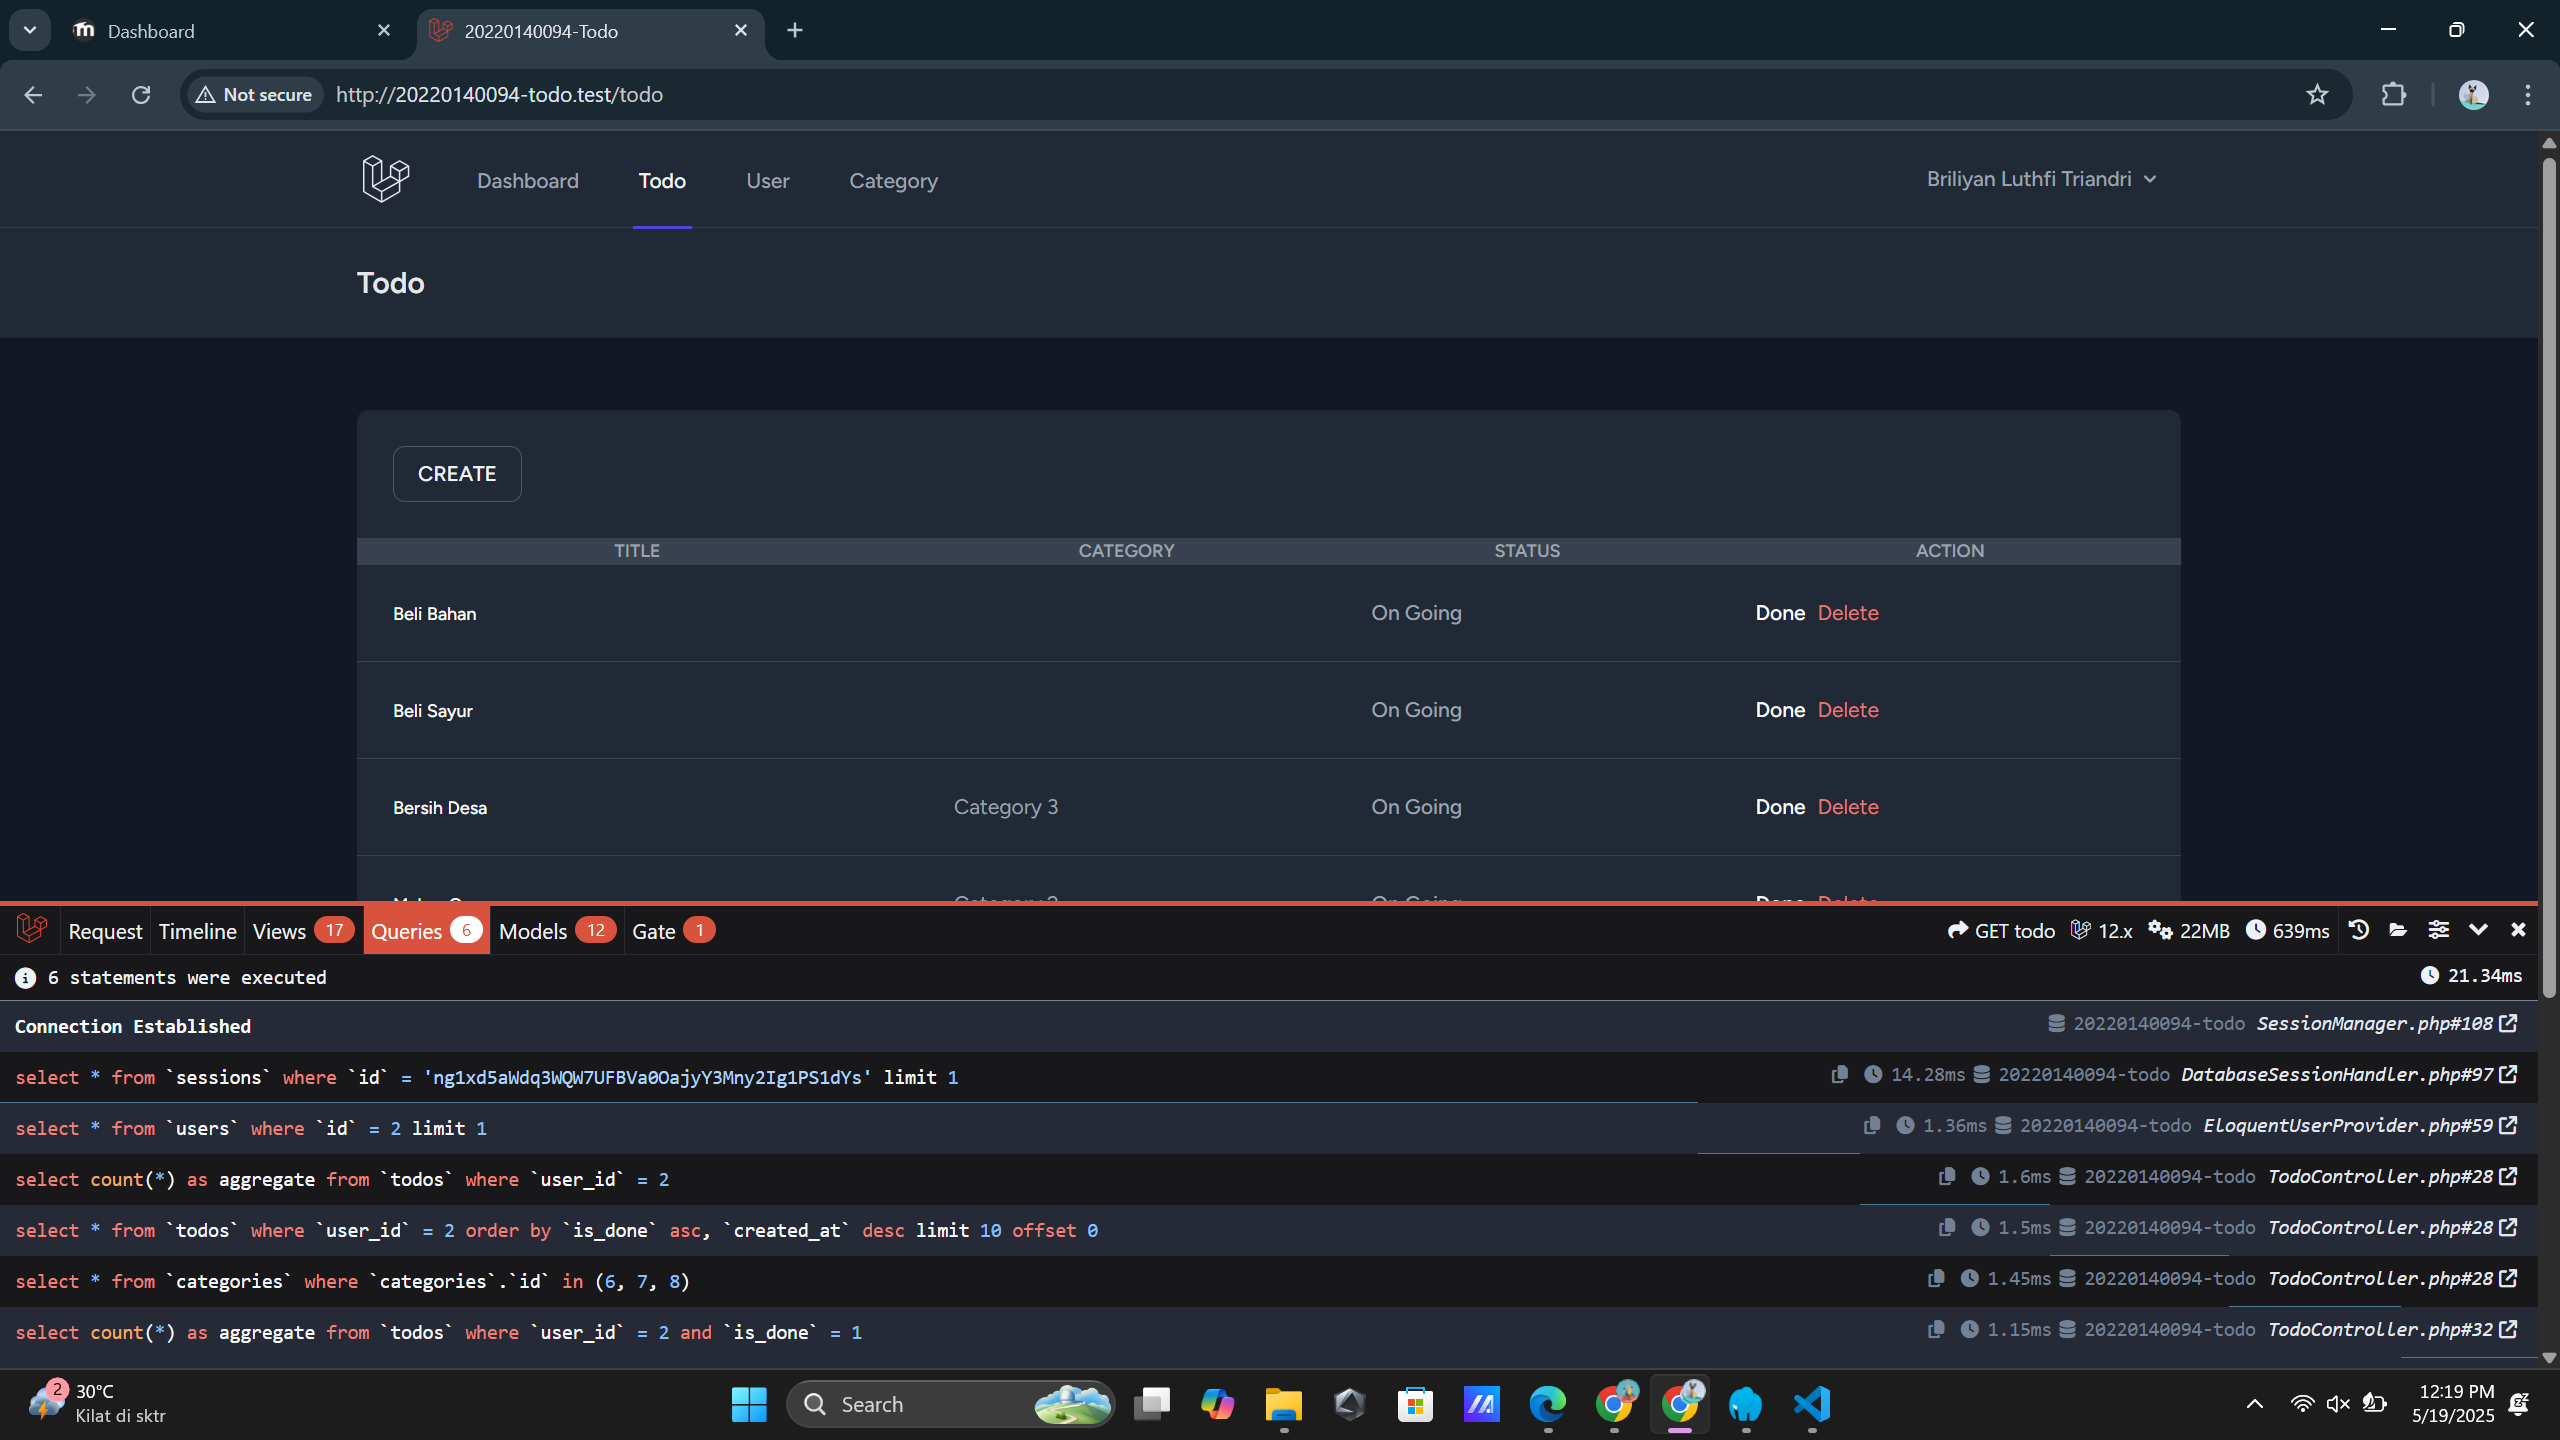 Dashboard
20220140094-Todo
Not secure
http://20220140094-todo.test/todo
Dashboard
Todo
User
Category
Briliyan Luthfi Triandri
Todo
CREATE
TITLE CATEGORY STATUS ACTION
Beli Bahan On Going Done Delete
Beli Sayur On Going Done Delete
Bersih Desa Category 3 On Going Done Delete
Request Timeline Views 17 Queries 6 Models 12 Gate 1 GET todo 12.x 22MB 639ms
6 statements were executed 21.34ms
Connection Established 20220140094-todo SessionManager.php#108
select * from `sessions` where `id` = 'ng1xd5aWdq3WQW7UFBVa0OajyY3Mny2Ig1PS1dYs' limit 1 14.28ms 20220140094-todo DatabaseSessionHandler.php#97
select * from `users` where `id` = 2 limit 1 1.36ms 20220140094-todo EloquentUserProvider.php#59
select count(*) as aggregate from `todos` where `user_id` = 2 1.6ms 20220140094-todo TodoController.php#28
select * from `todos` where `user_id` = 2 order by `is_done` asc, `created_at` desc limit 10 offset 0 1.5ms 20220140094-todo TodoController.php#28
select * from `categories` where `categories`.`id` in (6, 7, 8) 1.45ms 20220140094-todo TodoController.php#28
select count(*) as aggregate from `todos` where `user_id` = 2 and `is_done` = 1 1.15ms 20220140094-todo TodoController.php#32
2
30°C
Kilat di sktr
Search
12:19 PM
5/19/2025